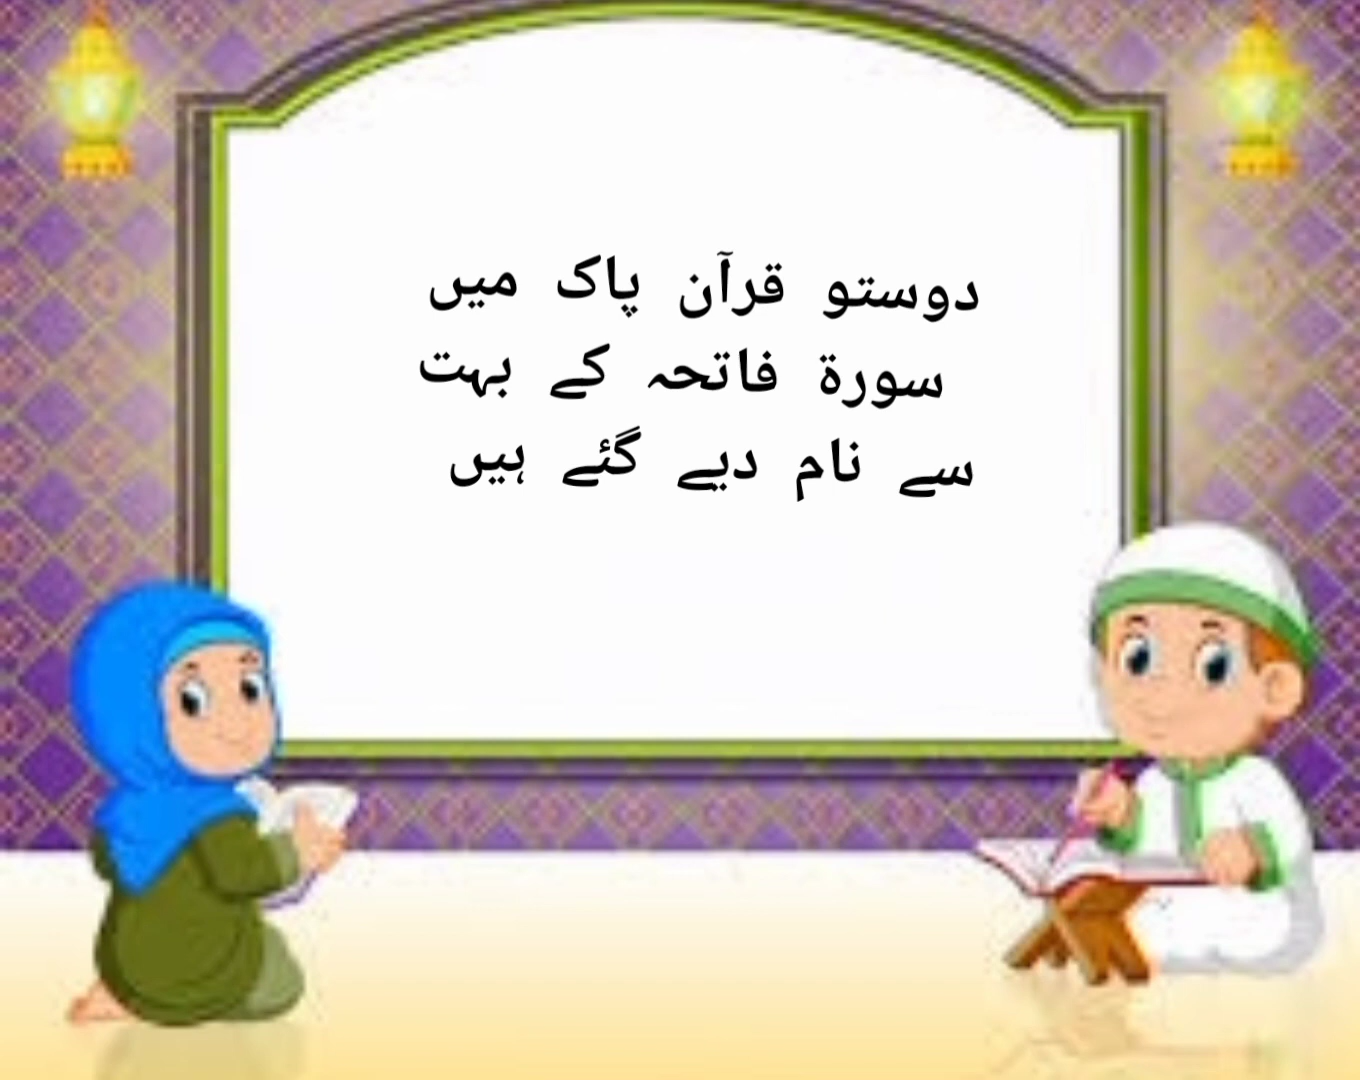 دوستو قرآن پاک میں
سورۃ فاتحہ کے بہت
سے نام دیے گئے ہیں